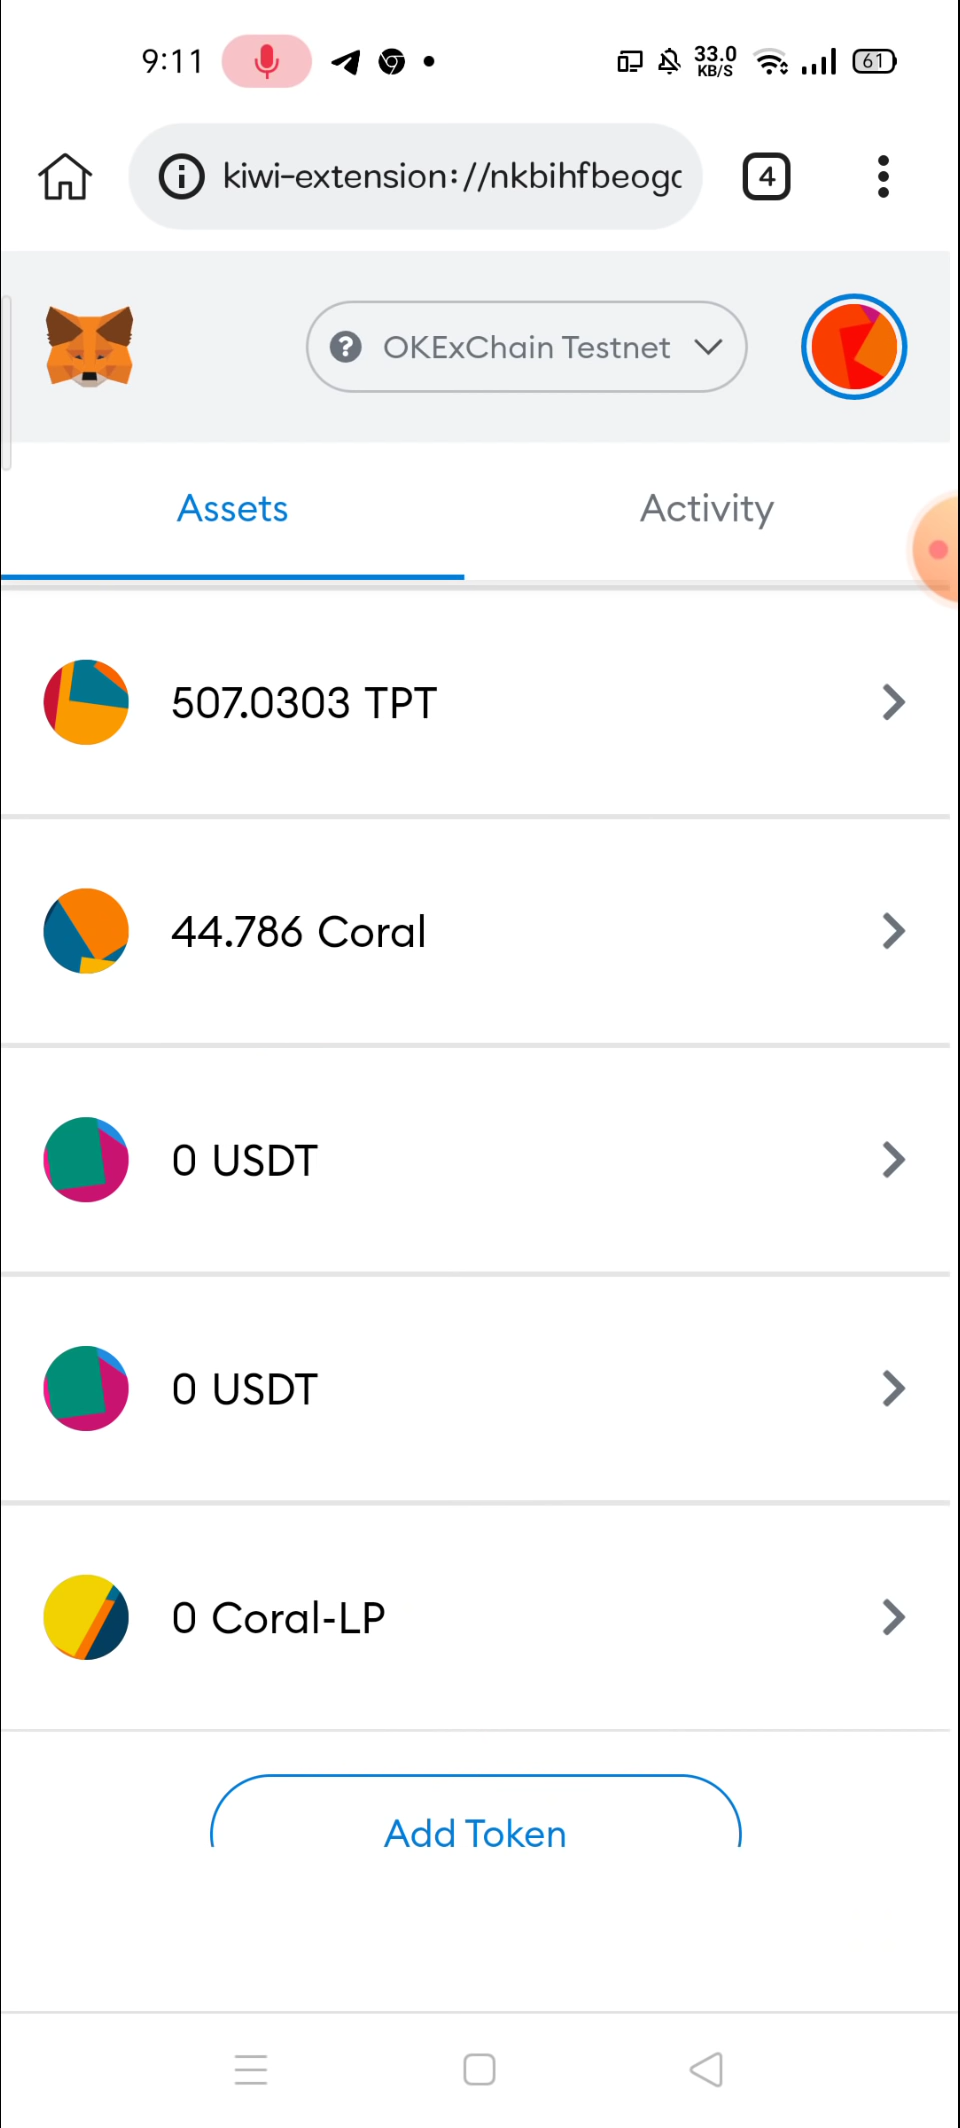 9:11
33.0
KB/S
61
kiwi-extension://nkbihfbeogc
4
OKExChain Testnet
Assets
Activity
507.0303 TPT
44.786 Coral
0 USDT
0 USDT
0 Coral-LP
Add Token